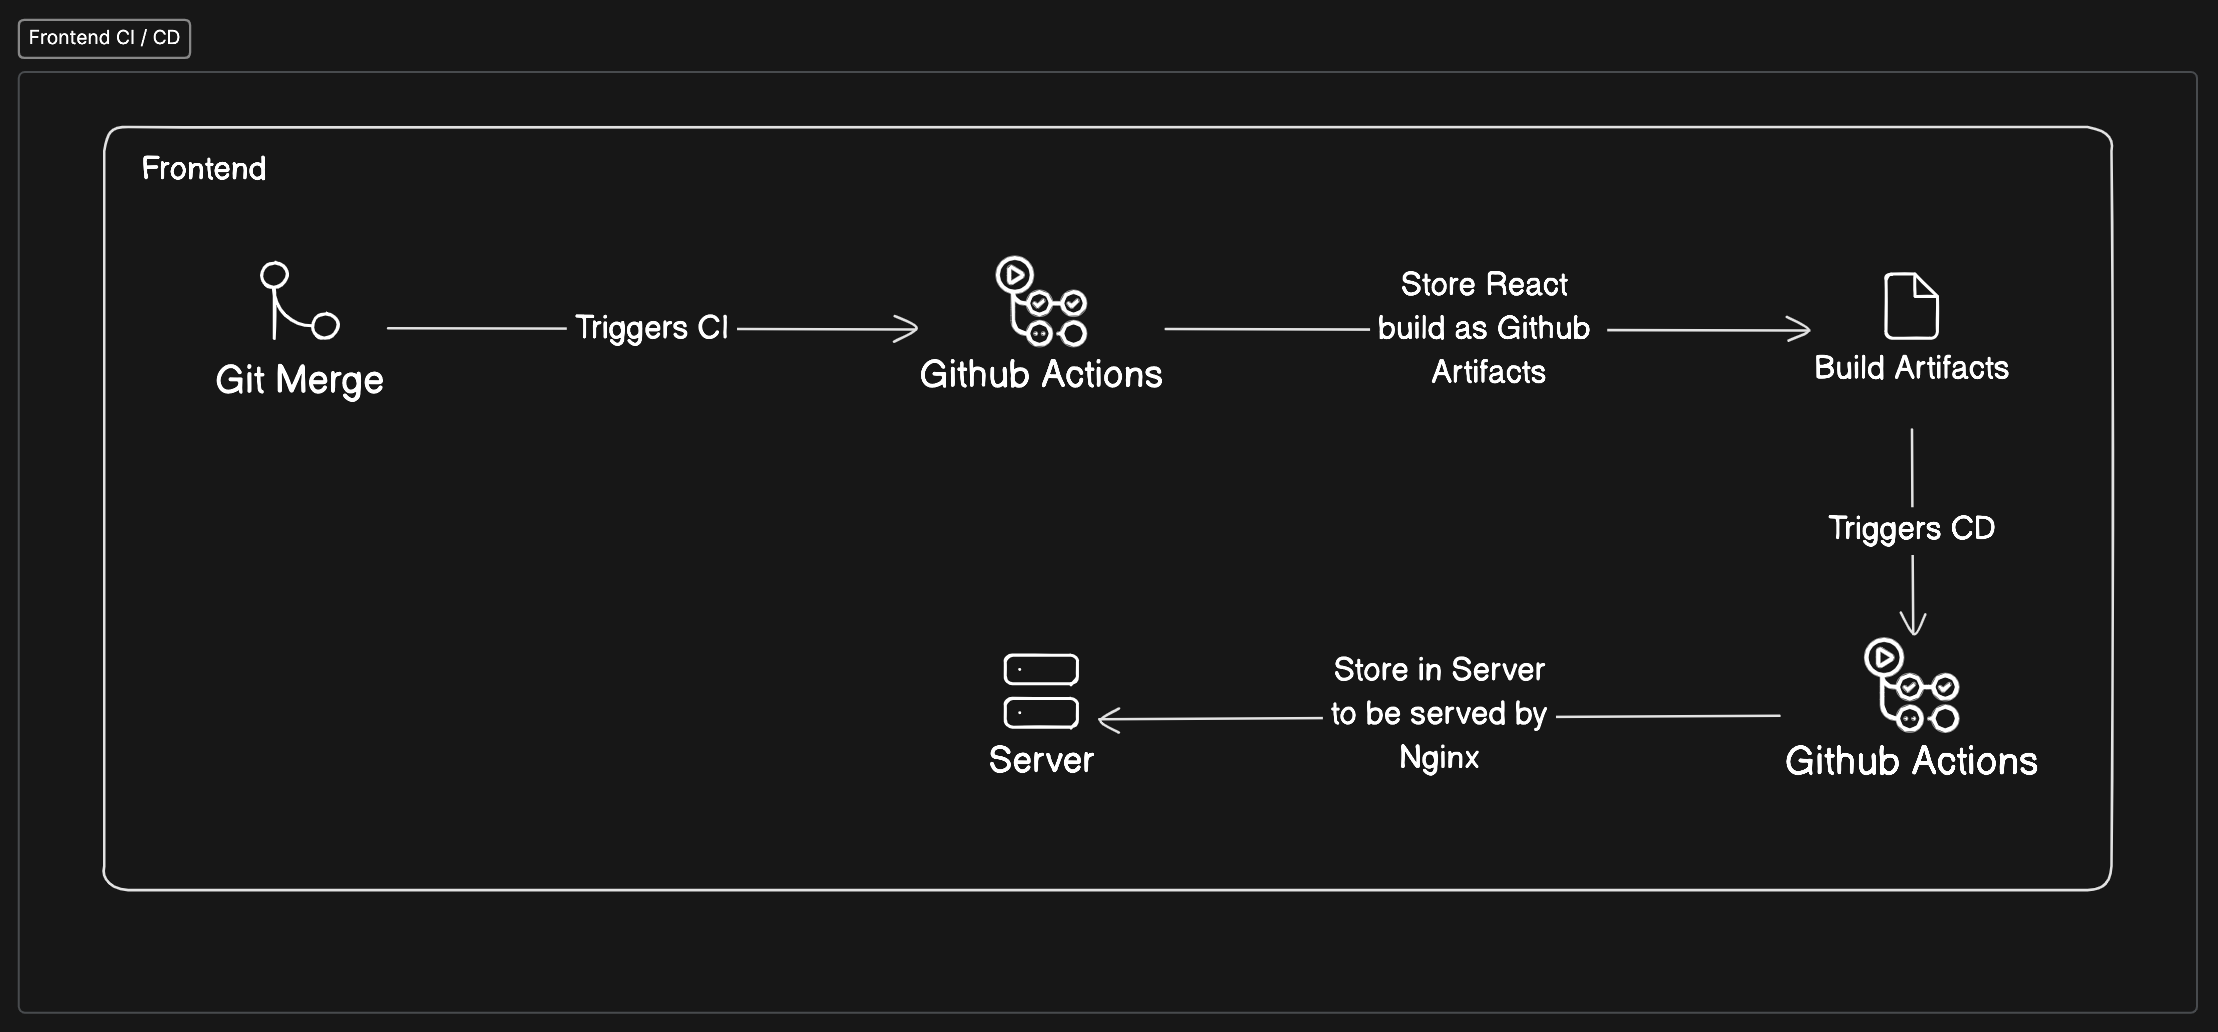 Frontend CI / CD
Frontend
Git Merge
Triggers CI
Github Actions
Store React
build as Github
Artifacts
Build Artifacts
Triggers CD
Github Actions
Store in Server
to be served by
Nginx
Server